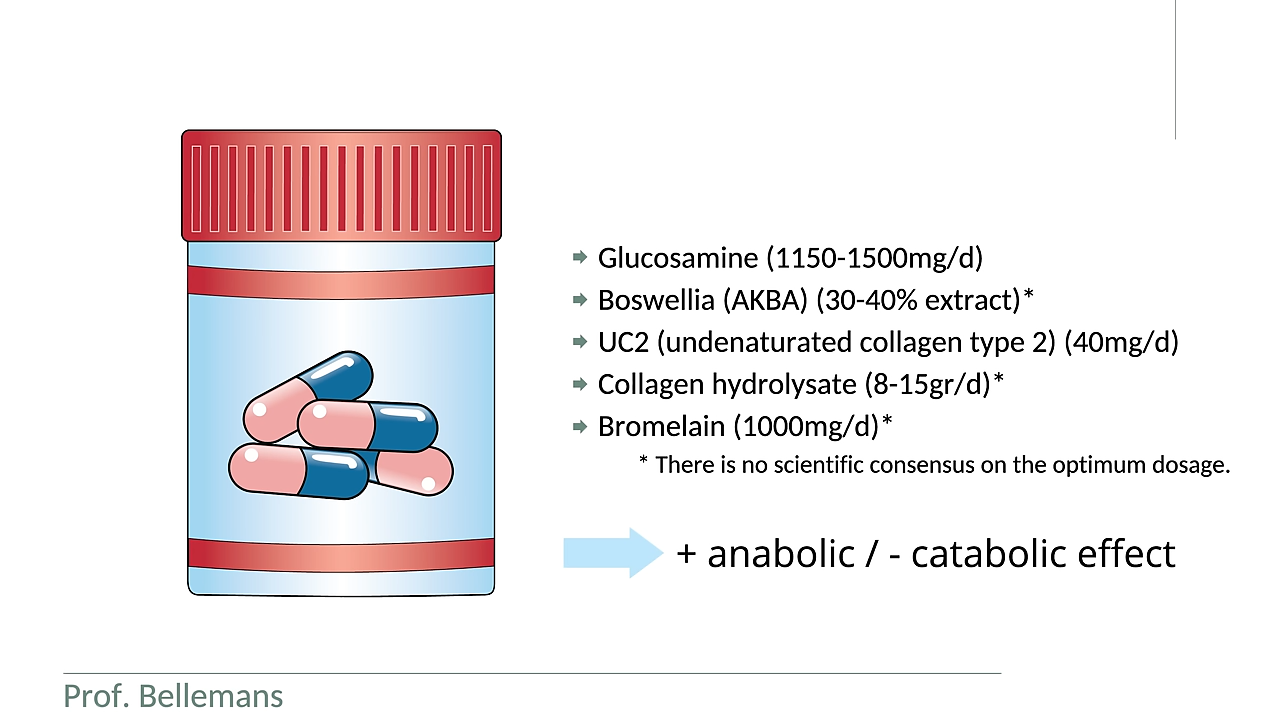 Glucosamine (1150-1500mg/d)
Boswellia (AKBA) (30-40% extract)*
UC2 (undenaturated collagen type 2) (40mg/d)
Collagen hydrolysate (8-15gr/d)*
Bromelain (1000mg/d)*
* There is no scientific consensus on the optimum dosage.
+ anabolic / - catabolic effect
Prof. Bellemans